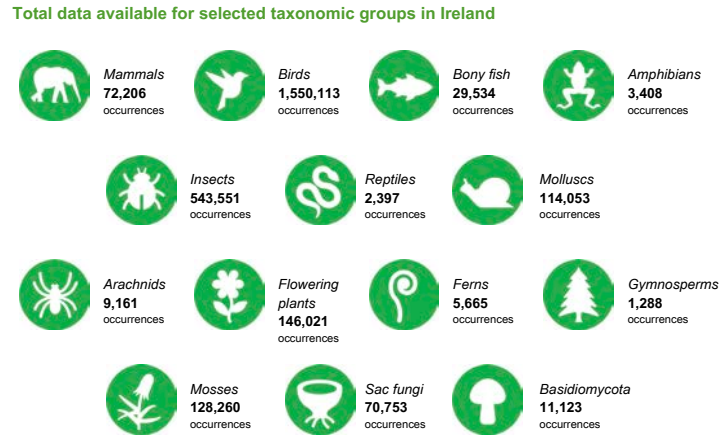 Total data available for selected taxonomic groups in Ireland
Mammals
72,206
occurrences
Birds
1,550,113
occurrences
Bony fish
29,534
occurrences
Amphibians
3,408
occurrences
Insects
543,551
occurrences
Reptiles
2,397
occurrences
Molluscs
114,053
occurrences
Arachnids
9,161
occurrences
Flowering
plants
146,021
occurrences
Ferns
5,665
occurrences
Gymnosperms
1,288
occurrences
Mosses
128,260
occurrences
Sac fungi
70,753
occurrences
Basidiomycota
11,123
occurrences